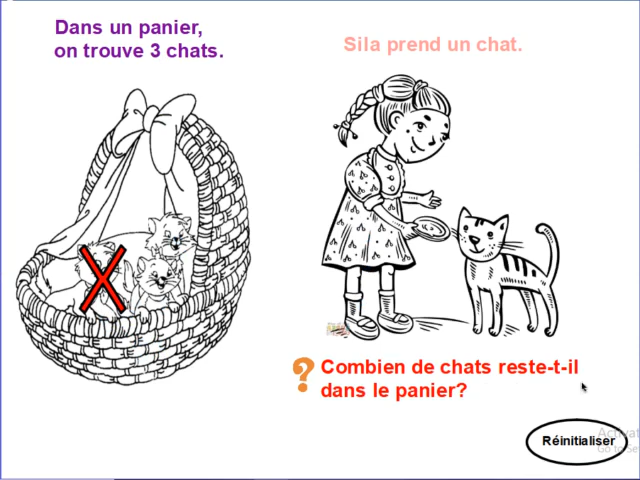 Dans un panier,
on trouve 3 chats.
Sila prend un chat.
? Combien de chats reste-t-il
dans le panier?
Réinitialiser